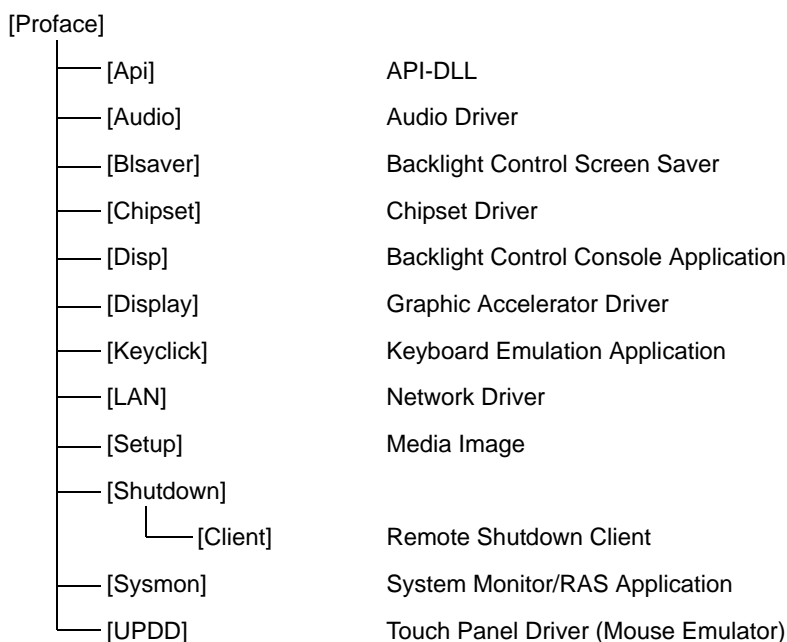 [Proface]
[Api] API-DLL
[Audio] Audio Driver
[Blsaver] Backlight Control Screen Saver
[Chipset] Chipset Driver
[Disp] Backlight Control Console Application
[Display] Graphic Accelerator Driver
[Keyclick] Keyboard Emulation Application
[LAN] Network Driver
[Setup] Media Image
[Shutdown]
[Client] Remote Shutdown Client
[Sysmon] System Monitor/RAS Application
[UPDD] Touch Panel Driver (Mouse Emulator)